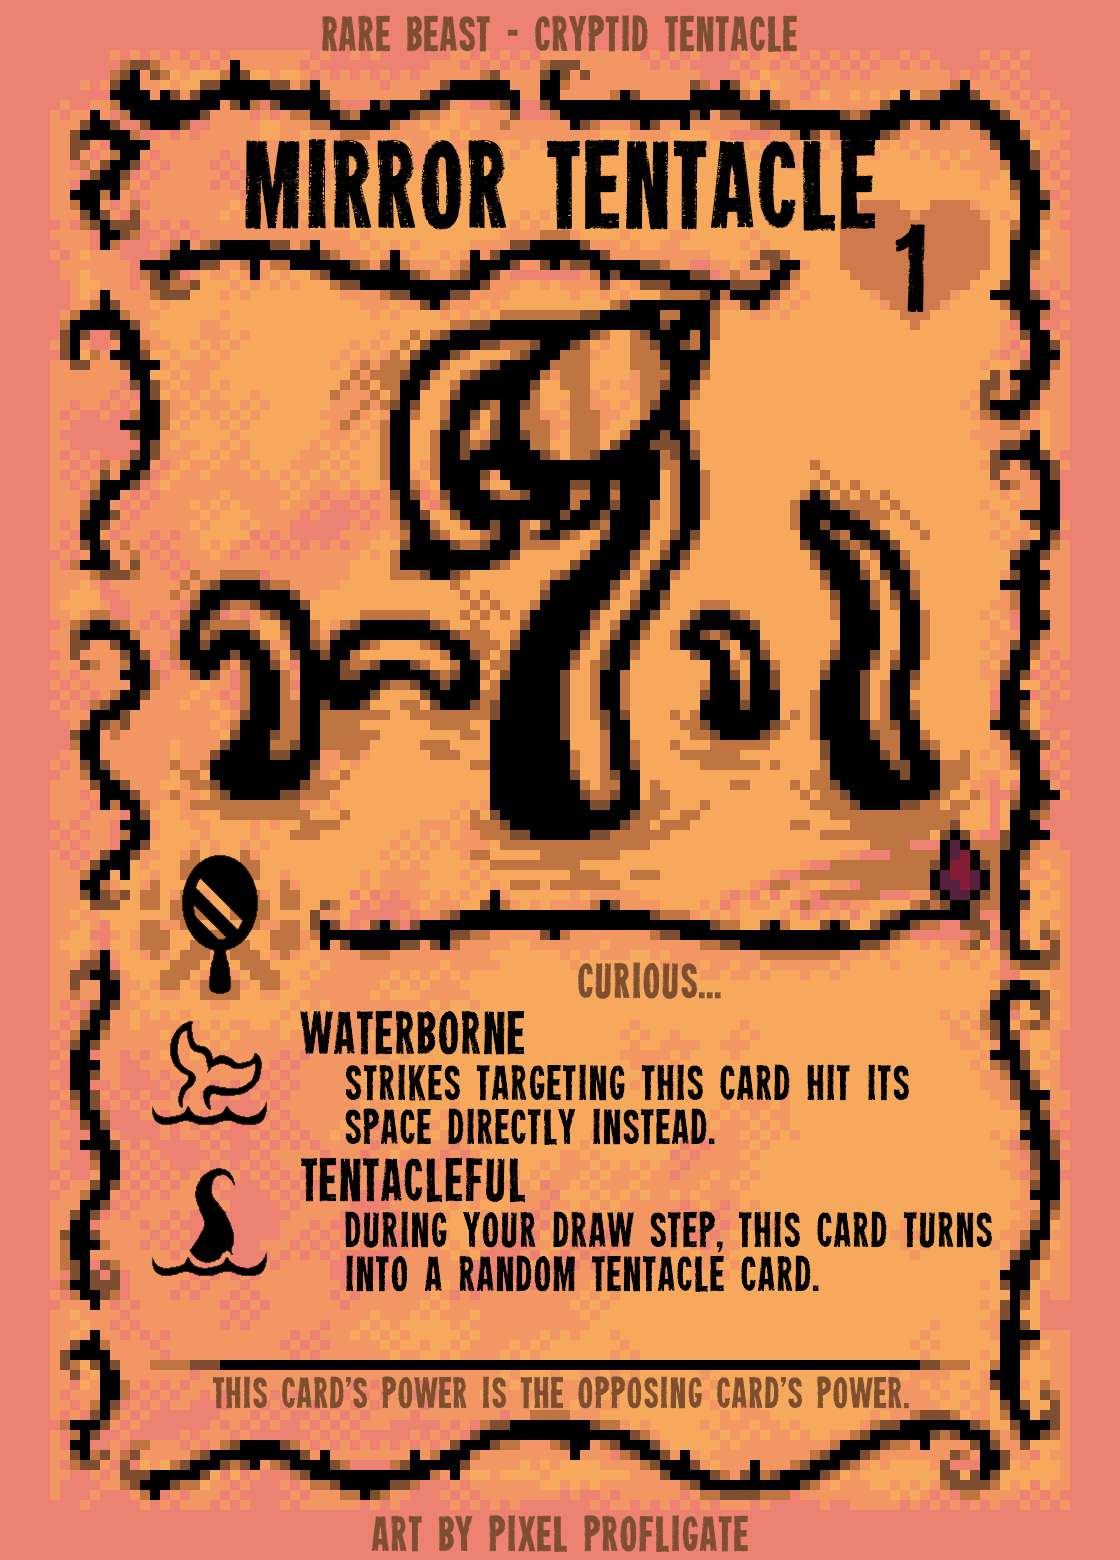 RARE BEAST - CRYPTID TENTACLE
MIRROR TENTACLE
1
CURIOUS...
WATERBORNE
STRIKES TARGETING THIS CARD HIT ITS
SPACE DIRECTLY INSTEAD.
TENTACLEFUL
DURING YOUR DRAW STEP, THIS CARD TURNS
INTO A RANDOM TENTACLE CARD.
THIS CARD'S POWER IS THE OPPOSING CARD'S POWER.
ART BY PIXEL PROFLIGATE